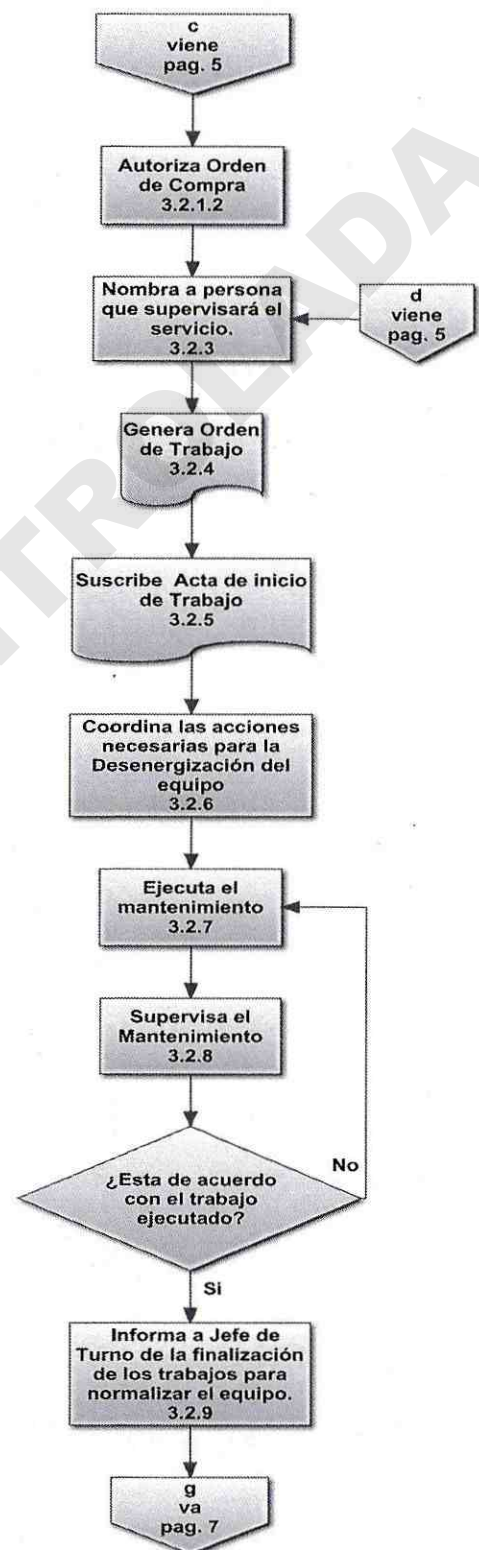 c
viene
pag. 5
Autoriza Orden
de Compra
3.2.1.2
Nombra a persona
que supervisará el
servicio.
3.2.3
d
viene
pag. 5
Genera Orden
de Trabajo
3.2.4
Suscribe Acta de inicio
de Trabajo
3.2.5
Coordina las acciones
necesarias para la
Desenergización del
equipo
3.2.6
Ejecuta el
mantenimiento
3.2.7
Supervisa el
Mantenimiento
3.2.8
¿Esta de acuerdo
con el trabajo
ejecutado?
No
Si
Informa a Jefe de
Turno de la finalización
de los trabajos para
normalizar el equipo.
3.2.9
g
va
pag. 7
TROLADA